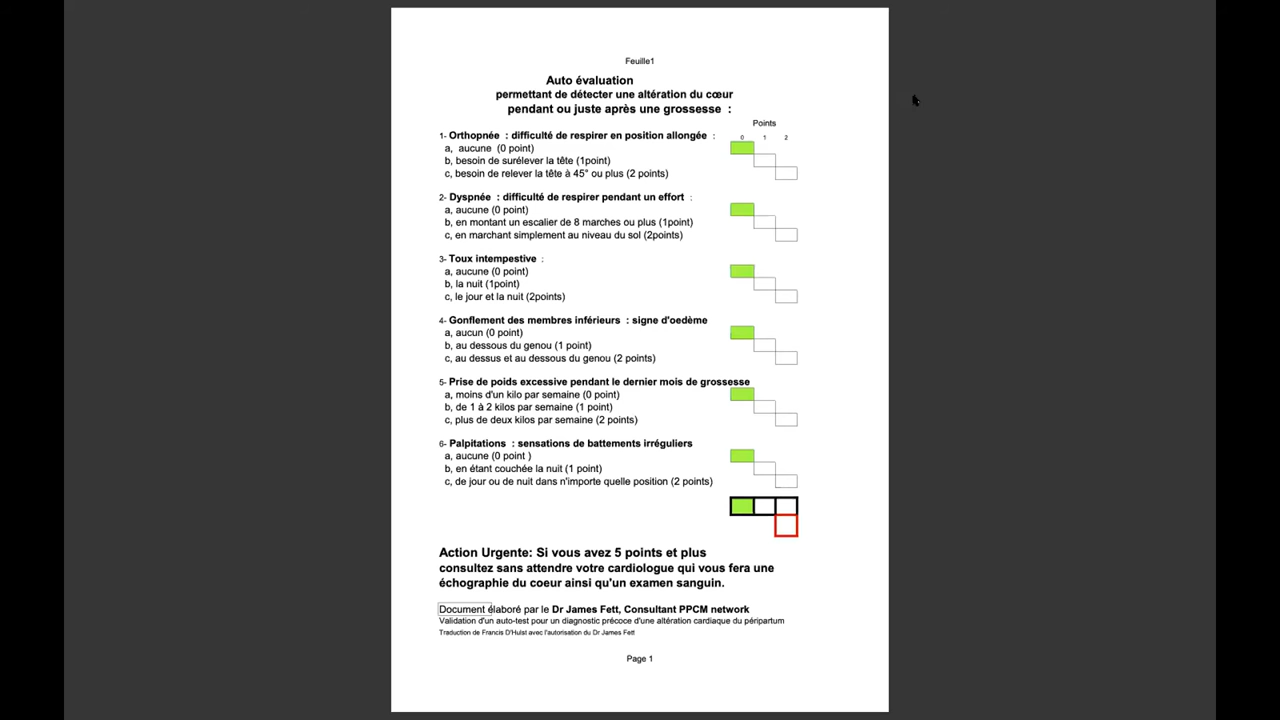 Feuille1
Auto évaluation
permettant de détecter une altération du cœur
pendant ou juste après une grossesse :
Points
0 1 2
1- Orthopnée : difficulté de respirer en position allongée :
a, aucune (0 point)
b, besoin de surélever la tête (1point)
c, besoin de relever la tête à 45° ou plus (2 points)
2- Dyspnée : difficulté de respirer pendant un effort :
a, aucune (0 point)
b, en montant un escalier de 8 marches ou plus (1point)
c, en marchant simplement au niveau du sol (2points)
3- Toux intempestive :
a, aucune (0 point)
b, la nuit (1point)
c, le jour et la nuit (2points)
4- Gonflement des membres inférieurs : signe d'oedème
a, aucun (0 point)
b, au dessous du genou (1 point)
c, au dessus et au dessous du genou (2 points)
5- Prise de poids excessive pendant le dernier mois de grossesse
a, moins d'un kilo par semaine (0 point)
b, de 1 à 2 kilos par semaine (1 point)
c, plus de deux kilos par semaine (2 points)
6- Palpitations : sensations de battements irréguliers
a, aucune (0 point )
b, en étant couchée la nuit (1 point)
c, de jour ou de nuit dans n'importe quelle position (2 points)
Action Urgente: Si vous avez 5 points et plus
consultez sans attendre votre cardiologue qui vous fera une
échographie du coeur ainsi qu'un examen sanguin.
Document élaboré par le Dr James Fett, Consultant PPCM network
Validation d'un auto-test pour un diagnostic précoce d'une altération cardiaque du péripartum
Traduction de Francis D'Hulst avec l'autorisation du Dr James Fett
Page 1